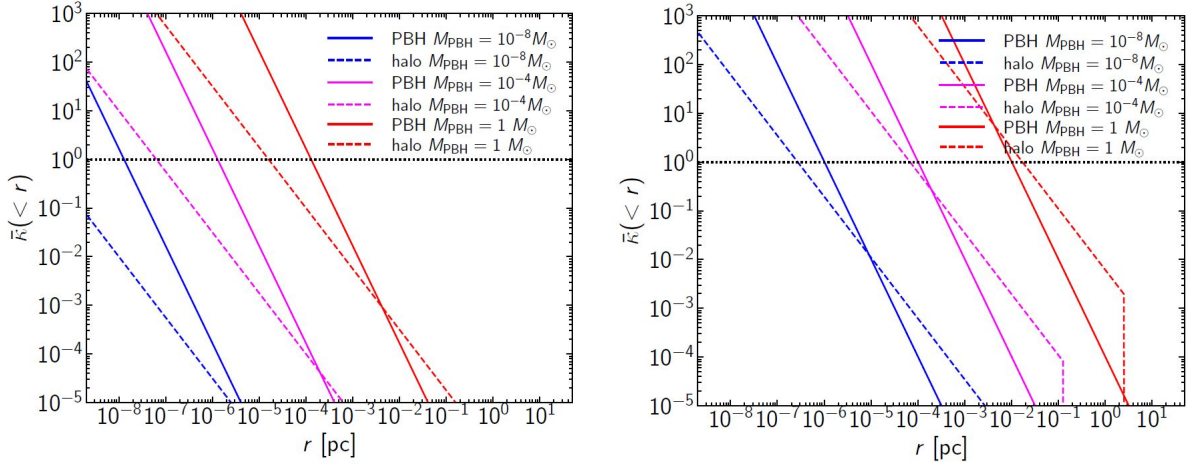 10³
10²
10¹
10⁰
10⁻¹
10⁻²
10⁻³
10⁻⁴
10⁻⁵
κ̄(< r)
PBH M_PBH = 10⁻⁸M_⊙
halo M_PBH = 10⁻⁸M_⊙
PBH M_PBH = 10⁻⁴M_⊙
halo M_PBH = 10⁻⁴M_⊙
PBH M_PBH = 1 M_⊙
halo M_PBH = 1 M_⊙
10⁻⁸ 10⁻⁷ 10⁻⁶ 10⁻⁵ 10⁻⁴ 10⁻³ 10⁻² 10⁻¹ 10⁰ 10¹
r [pc]
10³
10²
10¹
10⁰
10⁻¹
10⁻²
10⁻³
10⁻⁴
10⁻⁵
κ̄(< r)
PBH M_PBH = 10⁻⁸M_⊙
halo M_PBH = 10⁻⁸M_⊙
PBH M_PBH = 10⁻⁴M_⊙
halo M_PBH = 10⁻⁴M_⊙
PBH M_PBH = 1 M_⊙
halo M_PBH = 1 M_⊙
10⁻⁸ 10⁻⁷ 10⁻⁶ 10⁻⁵ 10⁻⁴ 10⁻³ 10⁻² 10⁻¹ 10⁰ 10¹
r [pc]